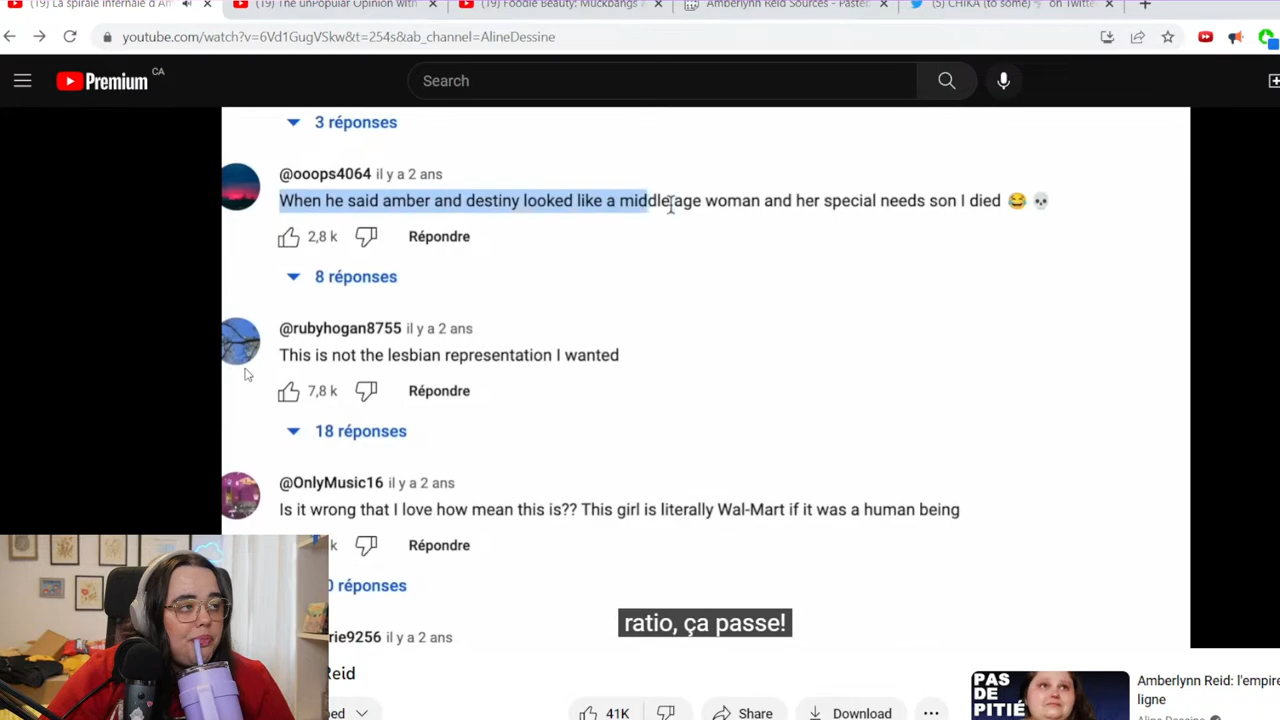 (19) La spirale infernale d'Am
(19) The unPopular Opinion with
(19) Foodie Beauty: Muckbangs &
Amberlynn Reid Sources - Pasteb
(5) CHIKA (to some) on Twitte
youtube.com/watch?v=6Vd1GugVSkw&t=254s&ab_channel=AlineDessine
Premium CA
Search
3 réponses
@ooops4064 il y a 2 ans
When he said amber and destiny looked like a middle age woman and her special needs son I died 😂 💀
2,8 k Répondre
8 réponses
@rubyhogan8755 il y a 2 ans
This is not the lesbian representation I wanted
7,8 k Répondre
18 réponses
@OnlyMusic16 il y a 2 ans
Is it wrong that I love how mean this is?? This girl is literally Wal-Mart if it was a human being
k Répondre
0 réponses
ratio, ça passe!
rie9256 il y a 2 ans
Reid
41K Share Download ...
PAS
DE
PITIÉ
Amberlynn Reid: l'empire
ligne
Aline Dessine